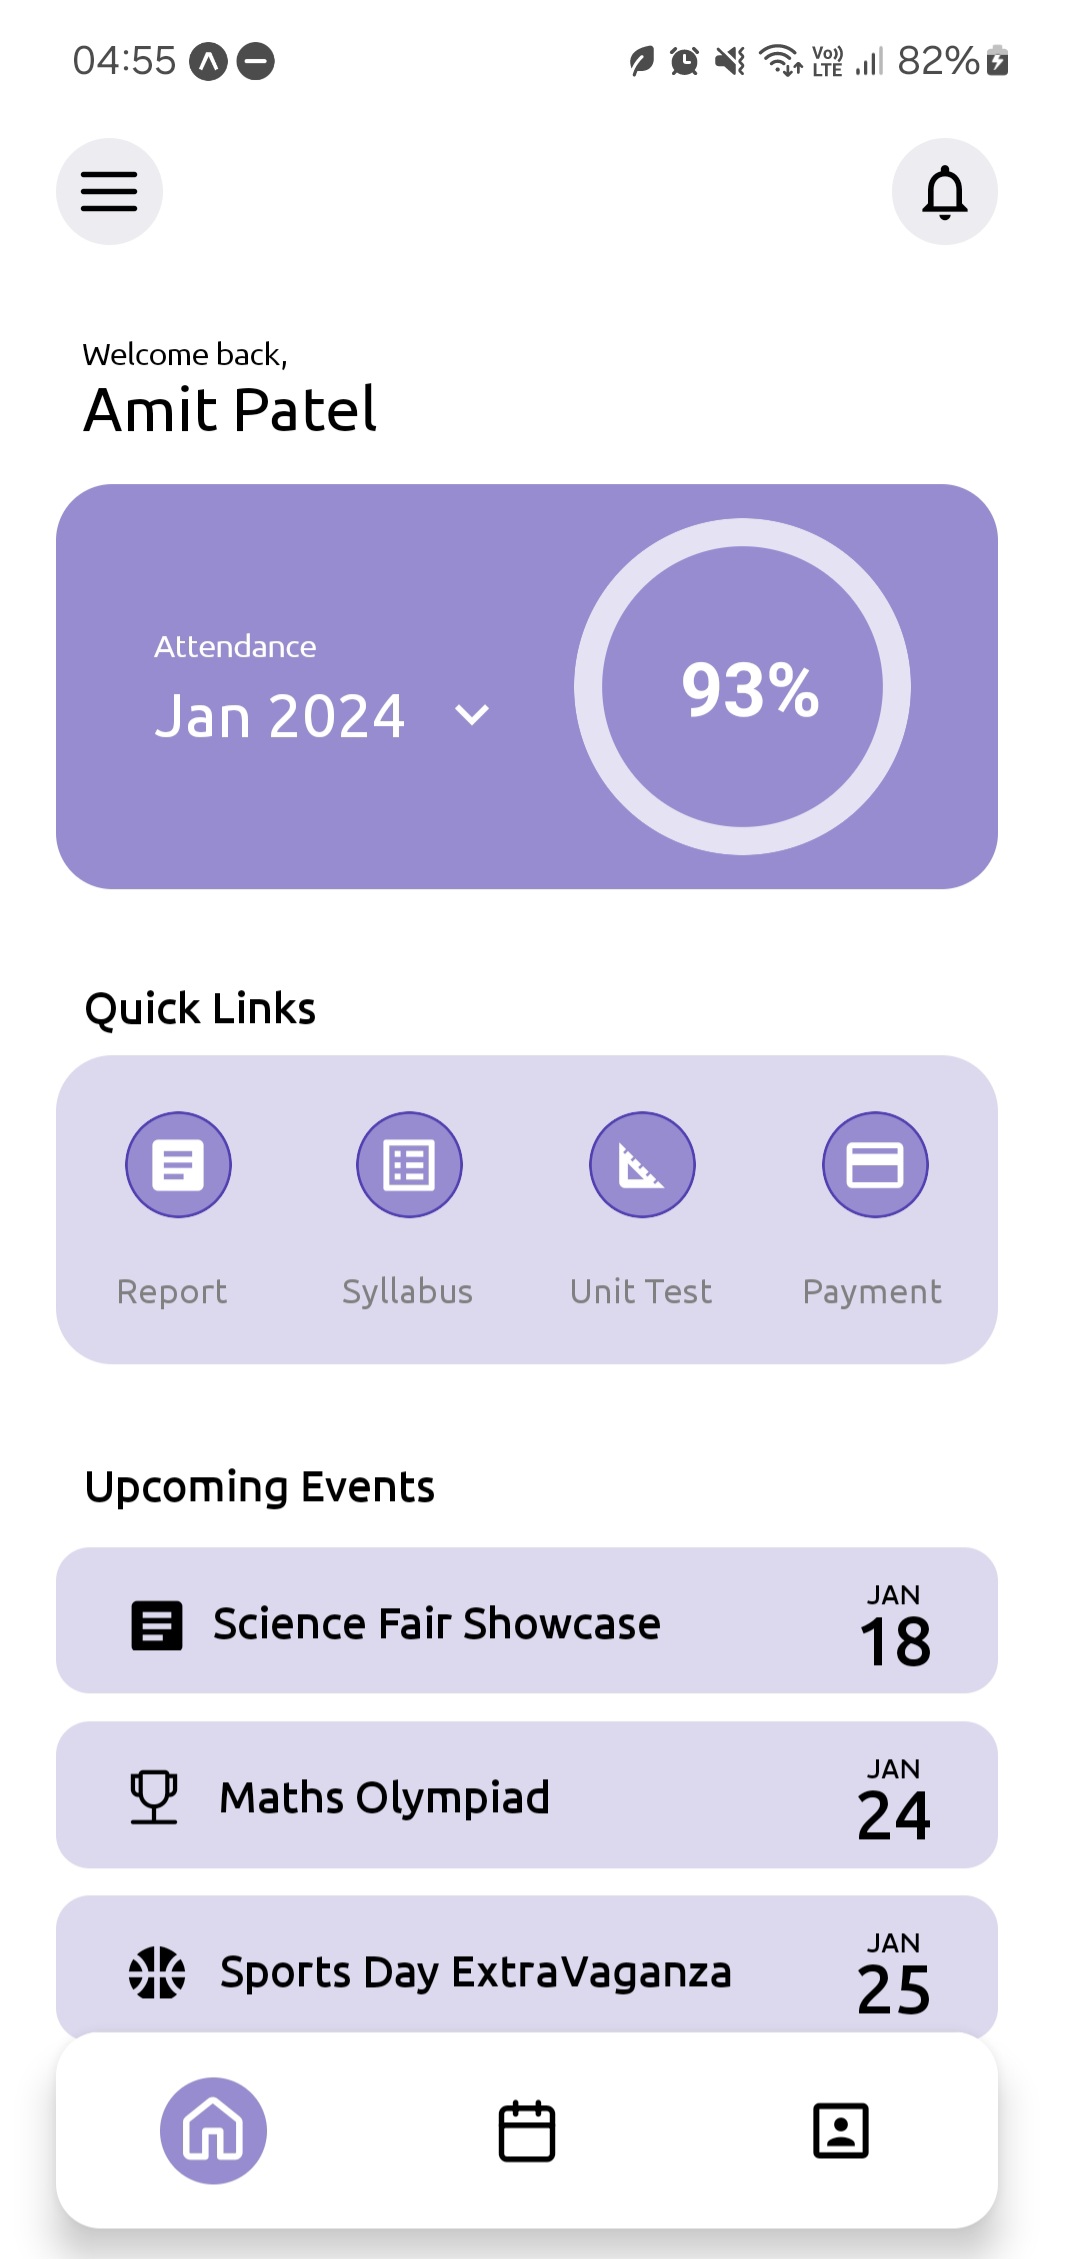 04:55
Vo)) LTE 82%
Welcome back,
Amit Patel
Attendance
Jan 2024
93%
Quick Links
Report Syllabus Unit Test Payment
Upcoming Events
Science Fair Showcase
JAN
18
Maths Olympiad
JAN
24
Sports Day ExtraVaganza
JAN
25